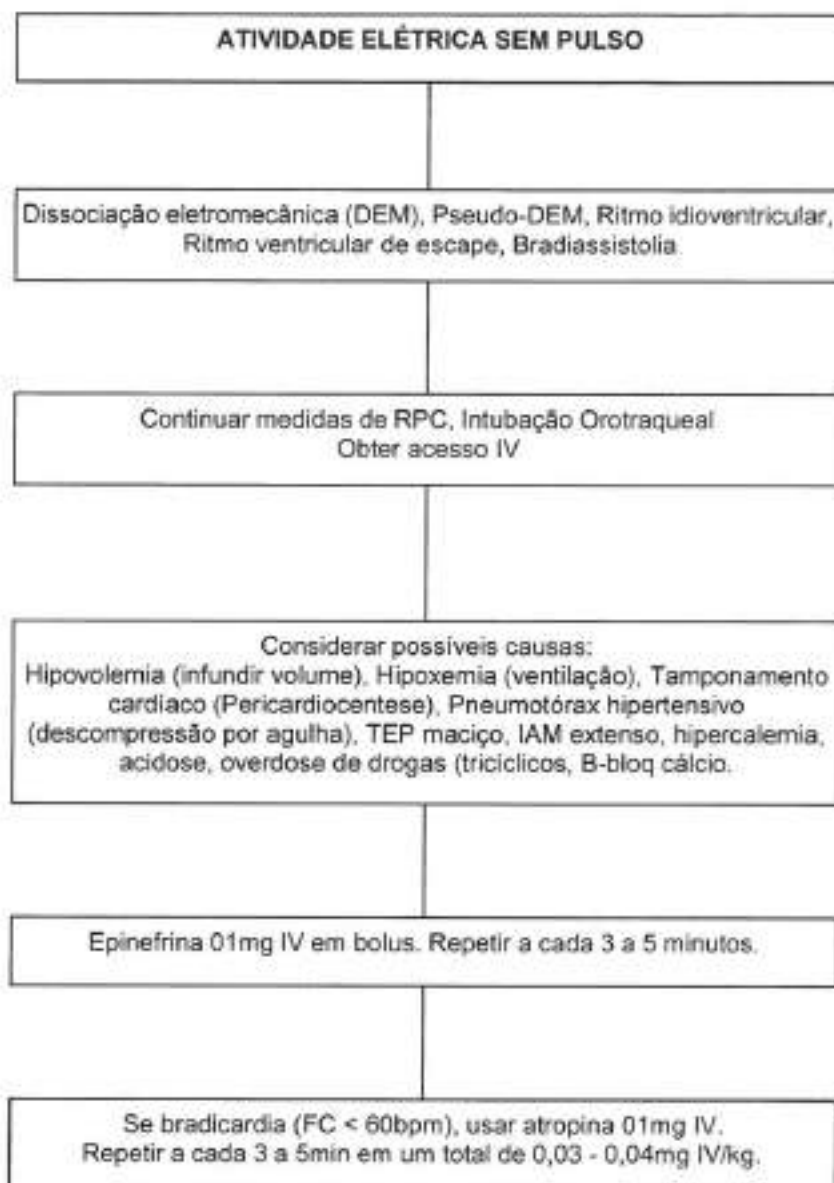 ATIVIDADE ELÉTRICA SEM PULSO
Dissociação eletromecânica (DEM), Pseudo-DEM, Ritmo idioventricular,
Ritmo ventricular de escape, Bradiassistolia
Continuar medidas de RPC, Intubação Orotraqueal
Obter acesso IV
Considerar possíveis causas:
Hipovolemia (infundir volume), Hipoxemia (ventilação), Tamponamento
cardíaco (Pericardiocentese), Pneumotórax hipertensivo
(descompressão por agulha), TEP maciço, IAM extenso, hipercalemia,
acidose, overdose de drogas (tricíclicos, B-bloq cálcio.
Epinefrina 01mg IV em bolus. Repetir a cada 3 a 5 minutos.
Se bradicardia (FC < 60bpm), usar atropina 01mg IV.
Repetir a cada 3 a 5min em um total de 0,03 - 0,04mg IV/kg.